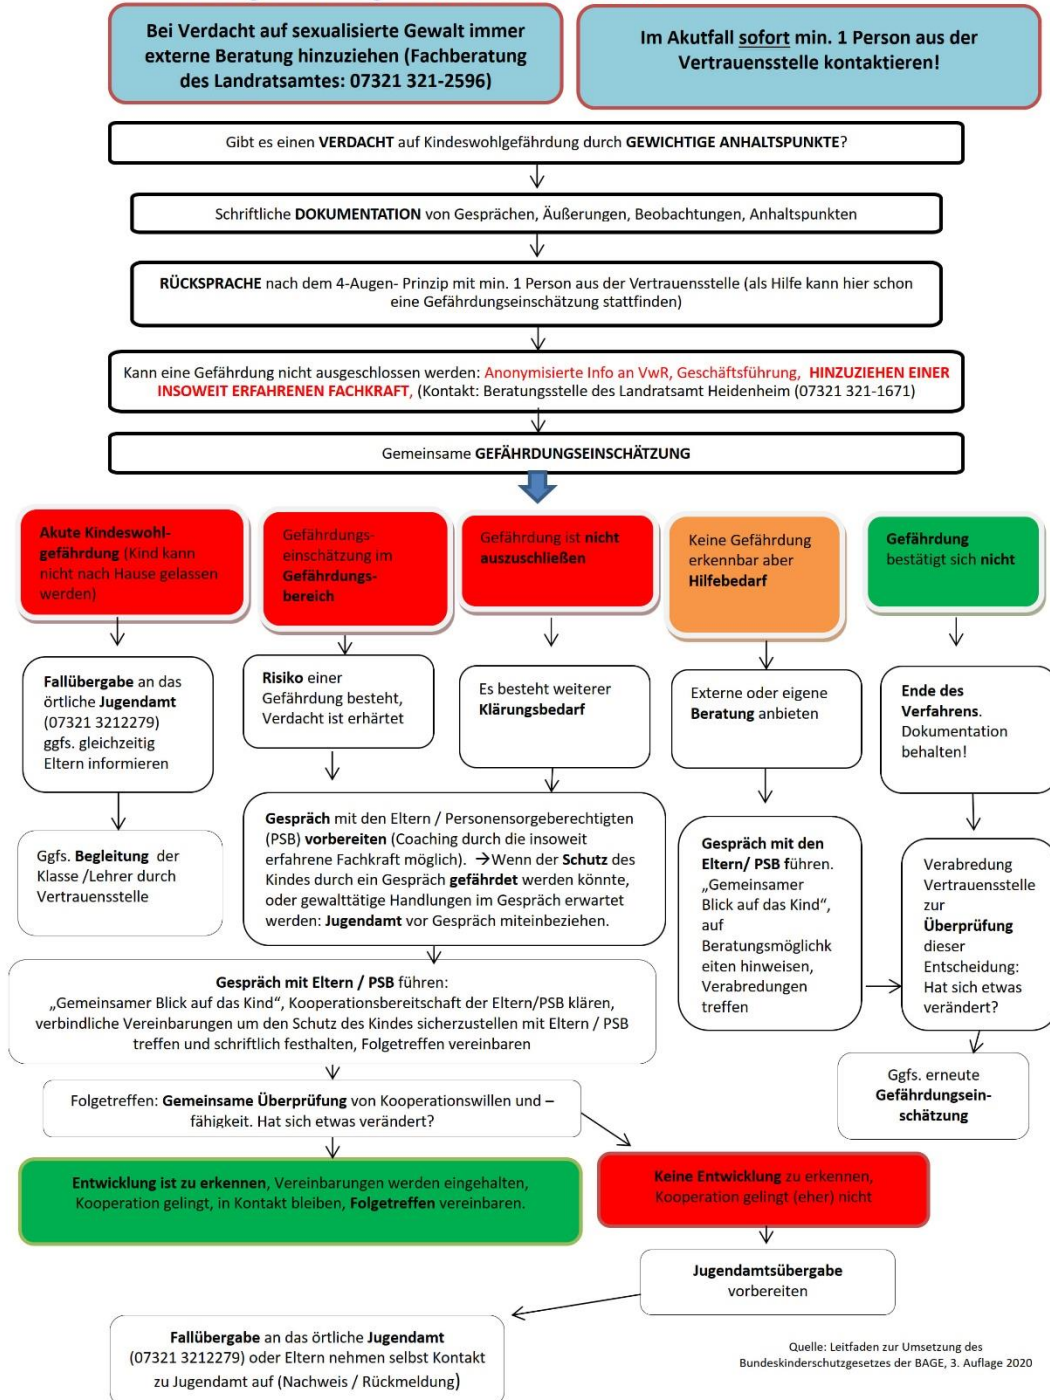 Bei Verdacht auf sexualisierte Gewalt immer
externe Beratung hinzuziehen (Fachberatung
des Landratsamtes: 07321 321-2596)
Im Akutfall sofort min. 1 Person aus der
Vertrauensstelle kontaktieren!
Gibt es einen VERDACHT auf Kindeswohlgefährdung durch GEWICHTIGE ANHALTSPUNKTE?
Schriftliche DOKUMENTATION von Gesprächen, Äußerungen, Beobachtungen, Anhaltspunkten
RÜCKSPRACHE nach dem 4-Augen- Prinzip mit min. 1 Person aus der Vertrauensstelle (als Hilfe kann hier schon
eine Gefährdungseinschätzung stattfinden)
Kann eine Gefährdung nicht ausgeschlossen werden: Anonymisierte Info an VwR, Geschäftsführung, HINZUZIEHEN EINER
INSOWEIT ERFAHRENEN FACHKRAFT, (Kontakt: Beratungsstelle des Landratsamt Heidenheim (07321 321-1671)
Gemeinsame GEFÄHRDUNGSEINSCHÄTZUNG
Akute Kindeswohl-
gefährdung (Kind kann
nicht nach Hause gelassen
werden)
Gefährdungs-
einschätzung im
Gefährdungs-
bereich
Gefährdung ist nicht
auszuschließen
Keine Gefährdung
erkennbar aber
Hilfebedarf
Gefährdung
bestätigt sich nicht
Fallübergabe an das
örtliche Jugendamt
(07321 3212279)
ggfs. gleichzeitig
Eltern informieren
Risiko einer
Gefährdung besteht,
Verdacht ist erhärtet
Es besteht weiterer
Klärungsbedarf
Externe oder eigene
Beratung anbieten
Ende des
Verfahrens.
Dokumentation
behalten!
Ggfs. Begleitung der
Klasse /Lehrer durch
Vertrauensstelle
Gespräch mit den Eltern / Personensorgeberechtigten
(PSB) vorbereiten (Coaching durch die insoweit
erfahrene Fachkraft möglich). →Wenn der Schutz des
Kindes durch ein Gespräch gefährdet werden könnte,
oder gewalttätige Handlungen im Gespräch erwartet
werden: Jugendamt vor Gespräch miteinbeziehen.
Gespräch mit den
Eltern/ PSB führen.
„Gemeinsamer
Blick auf das Kind“,
auf
Beratungsmöglichk
eiten hinweisen,
Verabredungen
treffen
Verabredung
Vertrauensstelle
zur
Überprüfung
dieser
Entscheidung:
Hat sich etwas
verändert?
Gespräch mit Eltern / PSB führen:
„Gemeinsamer Blick auf das Kind“, Kooperationsbereitschaft der Eltern/PSB klären,
verbindliche Vereinbarungen um den Schutz des Kindes sicherzustellen mit Eltern / PSB
treffen und schriftlich festhalten, Folgetreffen vereinbaren
Ggfs. erneute
Gefährdungsein-
schätzung
Folgetreffen: Gemeinsame Überprüfung von Kooperationswillen und –
fähigkeit. Hat sich etwas verändert?
Entwicklung ist zu erkennen, Vereinbarungen werden eingehalten,
Kooperation gelingt, in Kontakt bleiben, Folgetreffen vereinbaren.
Keine Entwicklung zu erkennen,
Kooperation gelingt (eher) nicht
Jugendamtsübergabe
vorbereiten
Fallübergabe an das örtliche Jugendamt
(07321 3212279) oder Eltern nehmen selbst Kontakt
zu Jugendamt auf (Nachweis / Rückmeldung)
Quelle: Leitfaden zur Umsetzung des
Bundeskinderschutzgesetzes der BAGE, 3. Auflage 2020